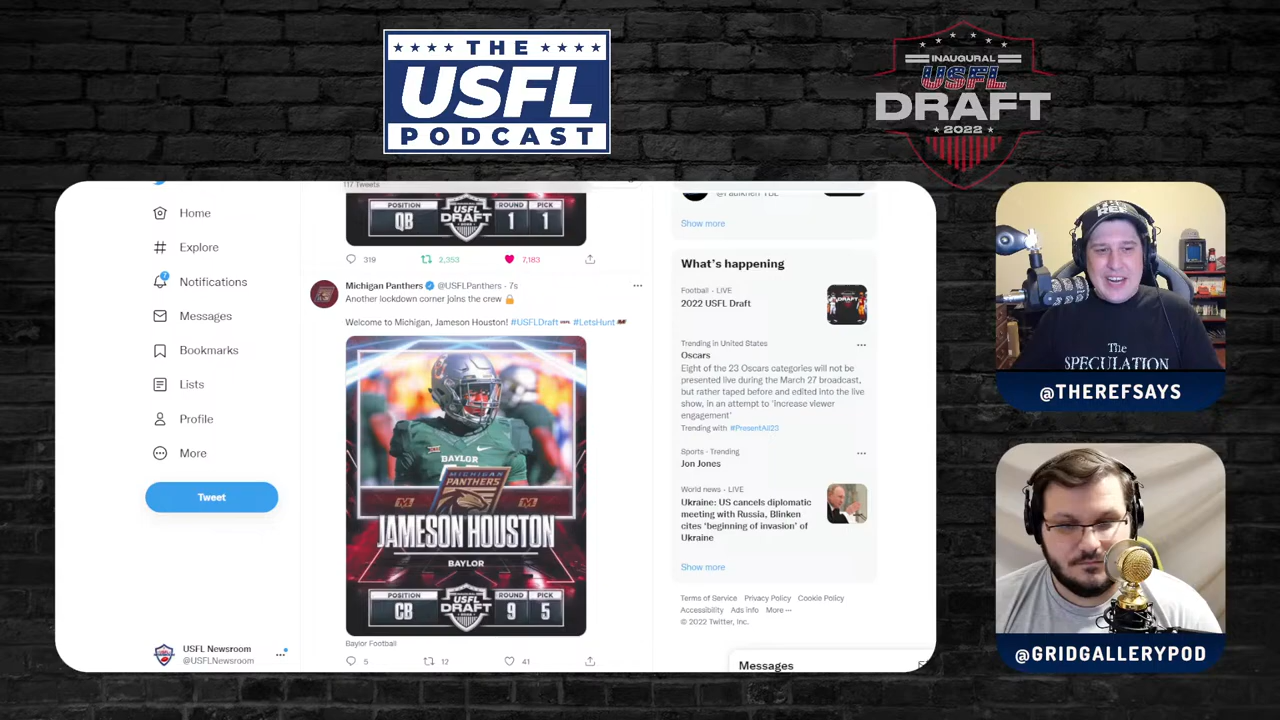 ★★★★ THE ★★★★
USFL
PODCAST
INAUGURAL
USFL
DRAFT
2022
117 Tweets
Home
Explore
7
Notifications
Messages
Bookmarks
Lists
Profile
More
Tweet
USFL Newsroom
@USFLNewsroom
POSITION
QB
USFL
DRAFT
ROUND
1
PICK
1
319
2,353
7,183
Michigan Panthers @USFLPanthers · 7s
Another lockdown corner joins the crew 🔒
Welcome to Michigan, Jameson Houston! #USFLDraft #LetsHunt
BAYLOR
MICHIGAN
PANTHERS
JAMESON HOUSTON
BAYLOR
POSITION
CB
USFL
DRAFT
ROUND
9
PICK
5
Baylor Football
5
12
41
Show more
What's happening
Football · LIVE
2022 USFL Draft
DRAFT
Trending in United States
Oscars
Eight of the 23 Oscars categories will not be
presented live during the March 27 broadcast,
but rather taped before and edited into the live
show, in an attempt to 'increase viewer
engagement'
Trending with #PresentAll23
Sports · Trending
Jon Jones
World news · LIVE
Ukraine: US cancels diplomatic
meeting with Russia, Blinken
cites 'beginning of invasion' of
Ukraine
Show more
Terms of Service Privacy Policy Cookie Policy
Accessibility Ads info More ···
© 2022 Twitter, Inc.
Messages
THE
REF
The
SPECULATION
@THEREFSAYS
@GRIDGALLERYPOD